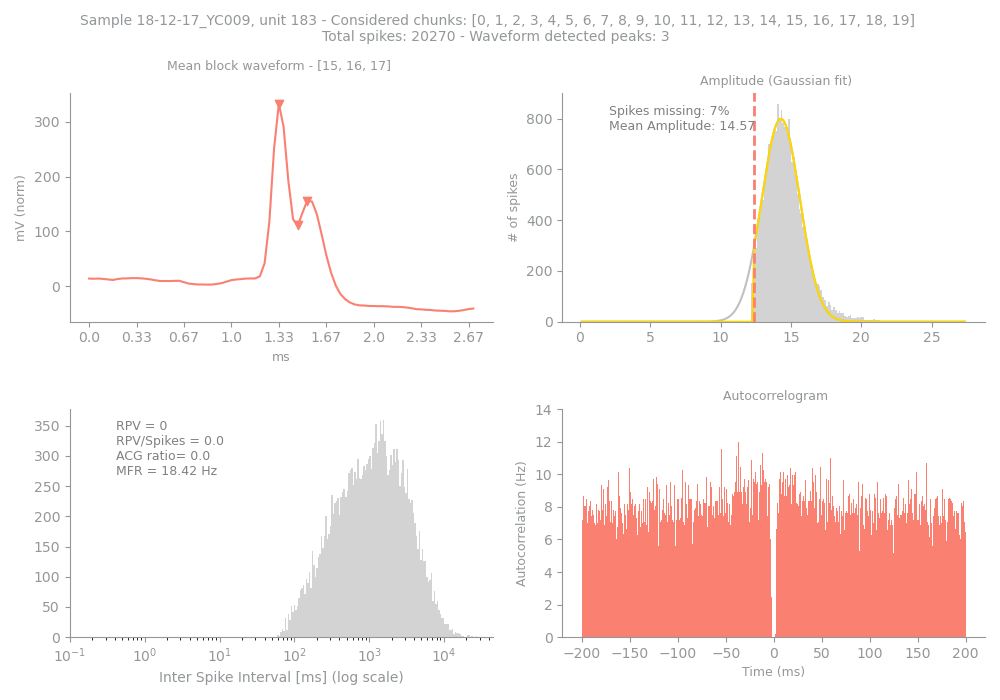 Sample 18-12-17_YC009, unit 183 - Considered chunks: [0, 1, 2, 3, 4, 5, 6, 7, 8, 9, 10, 11, 12, 13, 14, 15, 16, 17, 18, 19]
Total spikes: 20270 - Waveform detected peaks: 3
Mean block waveform - [15, 16, 17]
mV (norm)
300
200
100
0
0.0 0.33 0.67 1.0 1.33 1.67 2.0 2.33 2.67
ms
Amplitude (Gaussian fit)
Spikes missing: 7%
Mean Amplitude: 14.57
# of spikes
800
600
400
200
0
0 5 10 15 20 25
RPV = 0
RPV/Spikes = 0.0
ACG ratio= 0.0
MFR = 18.42 Hz
350
300
250
200
150
100
50
0
10⁻¹ 10⁰ 10¹ 10² 10³ 10⁴
Inter Spike Interval [ms] (log scale)
Autocorrelogram
Autocorrelation (Hz)
14
12
10
8
6
4
2
0
−200 −150 −100 −50 0 50 100 150 200
Time (ms)